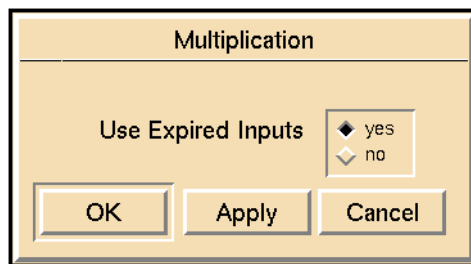 Multiplication
Use Expired Inputs
yes
no
OK Apply Cancel